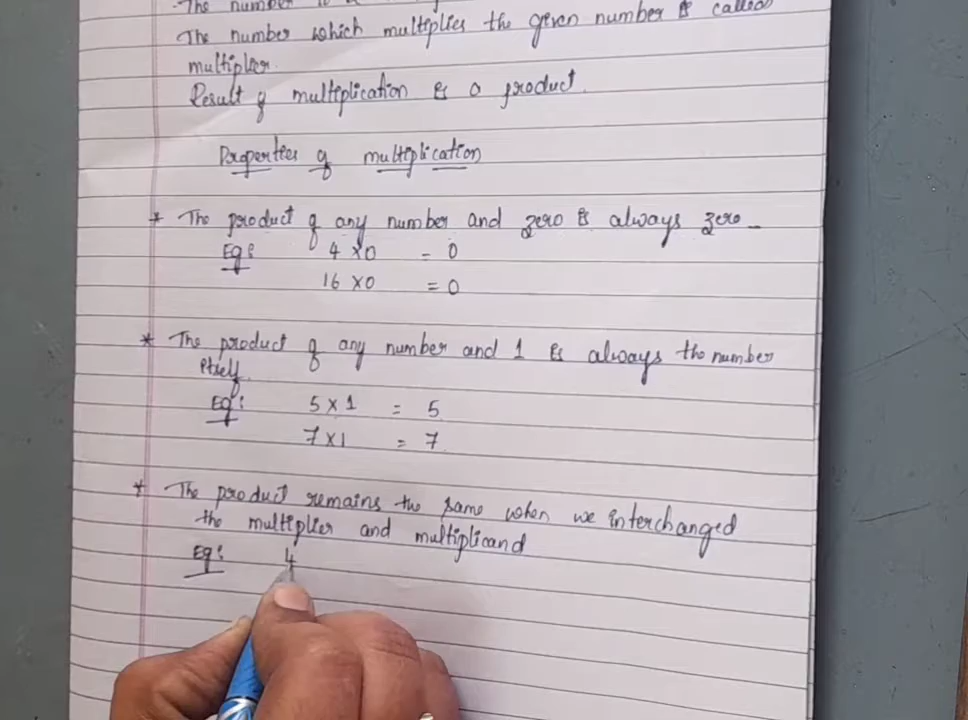 The number is a
The number which multiplies the given number is called
multiplier.
Result of multiplication is a product.
Properties of multiplication
* The product of any number and zero is always zero
Eg: 4 × 0 = 0
16 × 0 = 0
* The product of any number and 1 is always the number
itself.
Eg: 5 × 1 = 5
7 × 1 = 7
* The product remains the same when we interchanged
the multiplier and multiplicand
Eg: 4